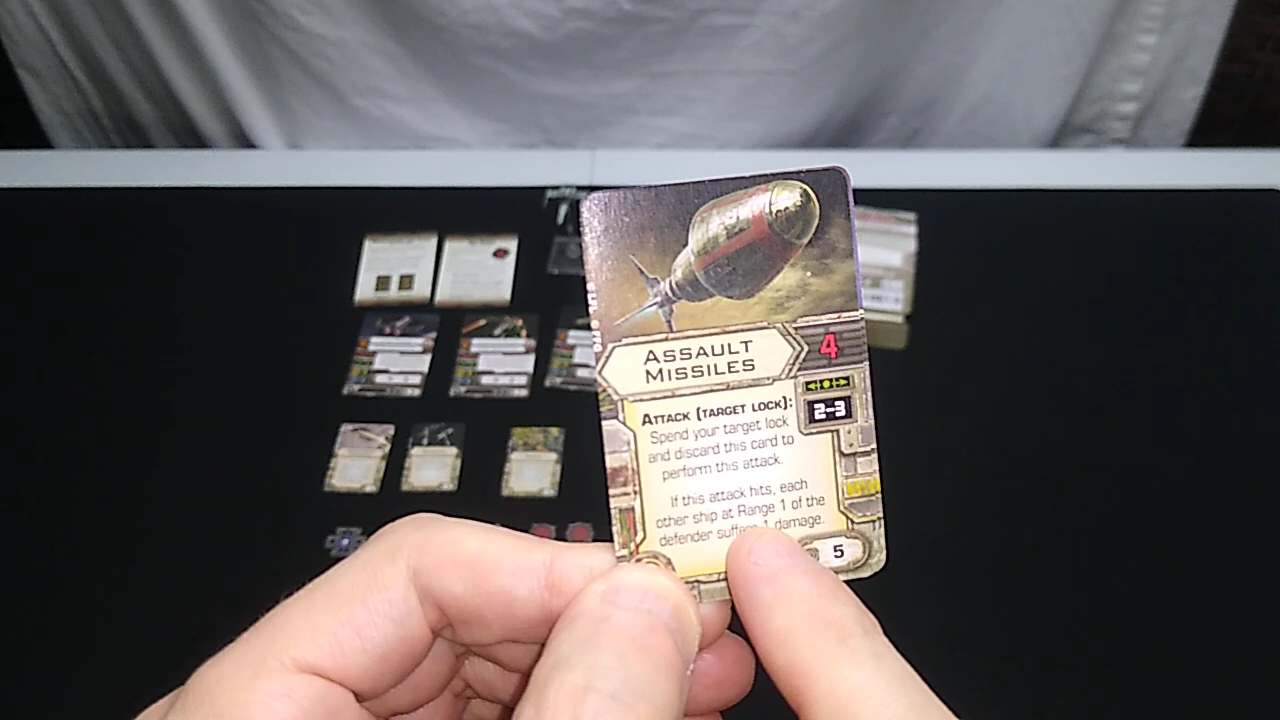 ASSAULT
MISSILES
4
2-3
ATTACK (TARGET LOCK):
Spend your target lock
and discard this card to
perform this attack.
If this attack hits, each
other ship at Range 1 of the
defender suffers 1 damage.
5